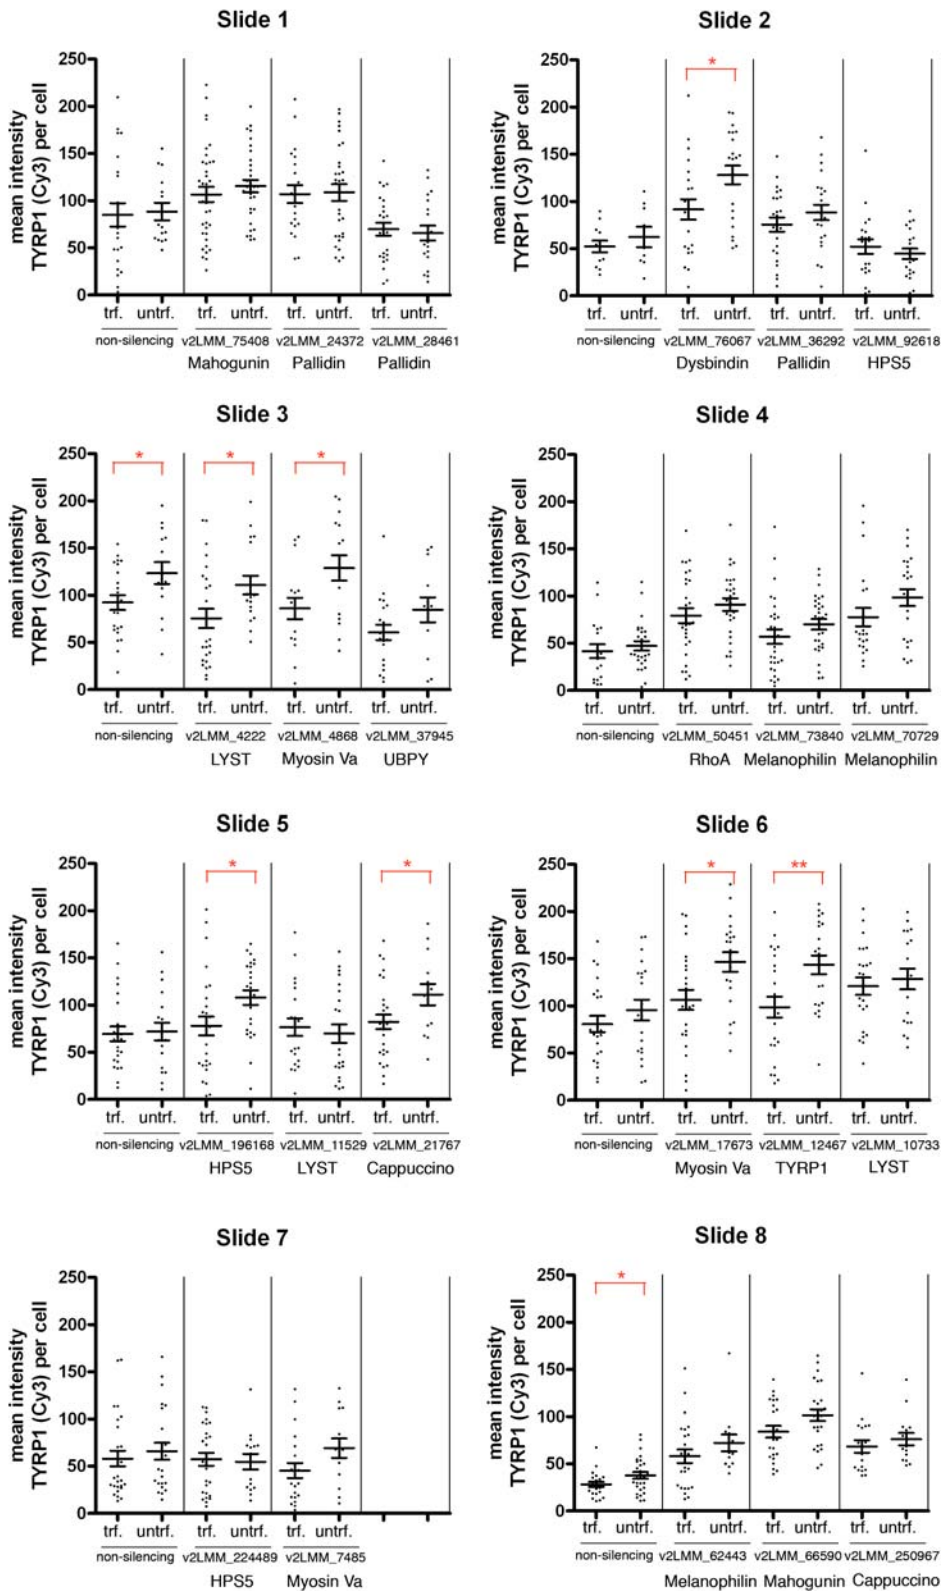 Slide 1
mean intensity
TYRP1 (Cy3) per cell
250
200
150
100
50
0
trf. untrf. trf. untrf. trf. untrf. trf. untrf.
non-silencing v2LMM_75408 v2LMM_24372 v2LMM_28461
Mahogunin Pallidin Pallidin
Slide 2
mean intensity
TYRP1 (Cy3) per cell
250
200
150
100
50
0
*
trf. untrf. trf. untrf. trf. untrf. trf. untrf.
non-silencing v2LMM_76067 v2LMM_36292 v2LMM_92618
Dysbindin Pallidin HPS5
Slide 3
mean intensity
TYRP1 (Cy3) per cell
250
200
150
100
50
0
* * *
trf. untrf. trf. untrf. trf. untrf. trf. untrf.
non-silencing v2LMM_4222 v2LMM_4868 v2LMM_37945
LYST Myosin Va UBPY
Slide 4
mean intensity
TYRP1 (Cy3) per cell
250
200
150
100
50
0
trf. untrf. trf. untrf. trf. untrf. trf. untrf.
non-silencing v2LMM_50451 v2LMM_73840 v2LMM_70729
RhoA Melanophilin Melanophilin
Slide 5
mean intensity
TYRP1 (Cy3) per cell
250
200
150
100
50
0
* *
trf. untrf. trf. untrf. trf. untrf. trf. untrf.
non-silencing v2LMM_196168 v2LMM_11529 v2LMM_21767
HPS5 LYST Cappuccino
Slide 6
mean intensity
TYRP1 (Cy3) per cell
250
200
150
100
50
0
* **
trf. untrf. trf. untrf. trf. untrf. trf. untrf.
non-silencing v2LMM_17673 v2LMM_12467 v2LMM_10733
Myosin Va TYRP1 LYST
Slide 7
mean intensity
TYRP1 (Cy3) per cell
250
200
150
100
50
0
trf. untrf. trf. untrf. trf. untrf.
non-silencing v2LMM_224489 v2LMM_7485
HPS5 Myosin Va
Slide 8
mean intensity
TYRP1 (Cy3) per cell
250
200
150
100
50
0
*
trf. untrf. trf. untrf. trf. untrf. trf. untrf.
non-silencing v2LMM_62443 v2LMM_66590 v2LMM_250967
Melanophilin Mahogunin Cappuccino